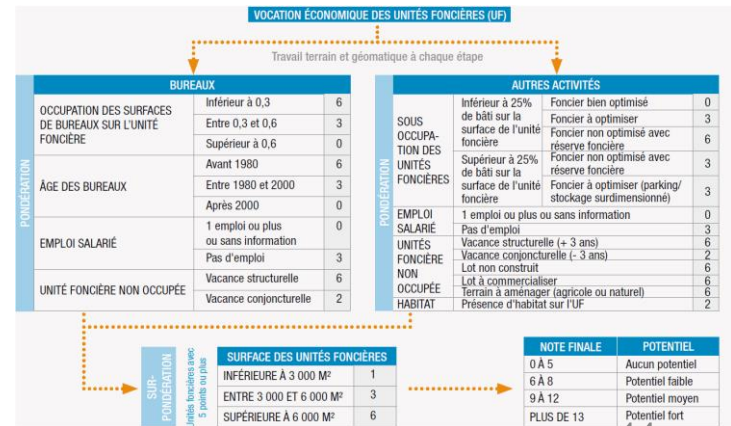 VOCATION ÉCONOMIQUE DES UNITÉS FONCIÈRES (UF)
Travail terrain et géomatique à chaque étape
PONDÉRATION
BUREAUX
OCCUPATION DES SURFACES
DE BUREAUX SUR L'UNITÉ
FONCIÈRE
Inférieur à 0,3 6
Entre 0,3 et 0,6 3
Supérieur à 0,6 0
ÂGE DES BUREAUX
Avant 1980 6
Entre 1980 et 2000 3
Après 2000 0
EMPLOI SALARIÉ
1 emploi ou plus
ou sans information 0
Pas d'emploi 3
UNITÉ FONCIÈRE NON OCCUPÉE
Vacance structurelle 6
Vacance conjoncturelle 2
PONDÉRATION
AUTRES ACTIVITÉS
SOUS
OCCUPA-
TION DES
UNITÉS
FONCIÈRES
Inférieur à 25%
de bâti sur la
surface de l'unité
foncière
Foncier bien optimisé 0
Foncier à optimiser 3
Foncier non optimisé avec
réserve foncière 6
Supérieur à 25%
de bâti sur la
surface de l'unité
foncière
Foncier non optimisé avec
réserve foncière 3
Foncier à optimiser (parking/
stockage surdimensionné) 3
EMPLOI
SALARIÉ
1 emploi ou plus ou sans information 0
Pas d'emploi 3
UNITÉS
FONCIÈRE
NON
OCCUPÉE
Vacance structurelle (+ 3 ans) 6
Vacance conjoncturelle (- 3 ans) 2
Lot non construit 6
Lot à commercialiser 6
Terrain à aménager (agricole ou naturel) 6
HABITAT Présence d'habitat sur l'UF 2
SUR-
PONDÉRATION
Unités foncières avec
5 points ou plus
SURFACE DES UNITÉS FONCIÈRES
INFÉRIEURE À 3 000 M² 1
ENTRE 3 000 ET 6 000 M² 3
SUPÉRIEURE À 6 000 M² 6
NOTE FINALE POTENTIEL
0 À 5 Aucun potentiel
6 À 8 Potentiel faible
9 À 12 Potentiel moyen
PLUS DE 13 Potentiel fort